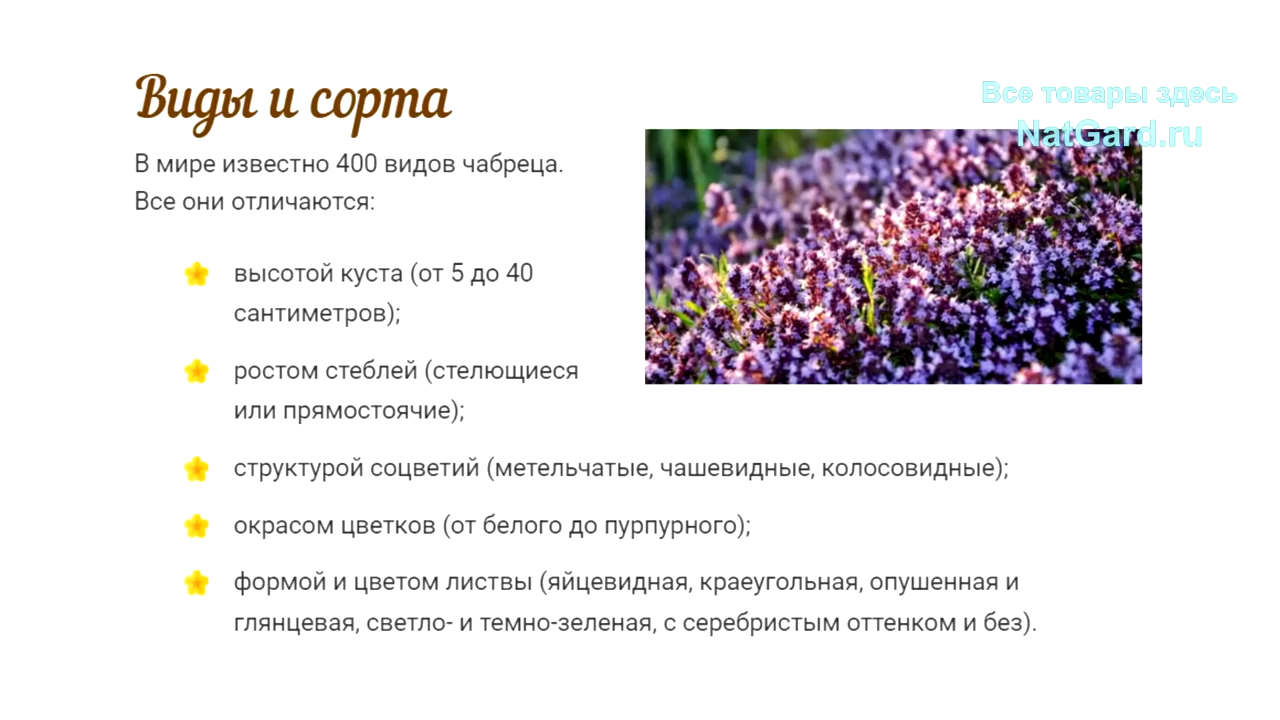 Виды и сорта
Все товары здесь
NatGard.ru
В мире известно 400 видов чабреца.
Все они отличаются:
высотой куста (от 5 до 40
сантиметров);
ростом стеблей (стелющиеся
или прямостоячие);
структурой соцветий (метельчатые, чашевидные, колосовидные);
окрасом цветков (от белого до пурпурного);
формой и цветом листвы (яйцевидная, краеугольная, опушенная и
глянцевая, светло- и темно-зеленая, с серебристым оттенком и без).